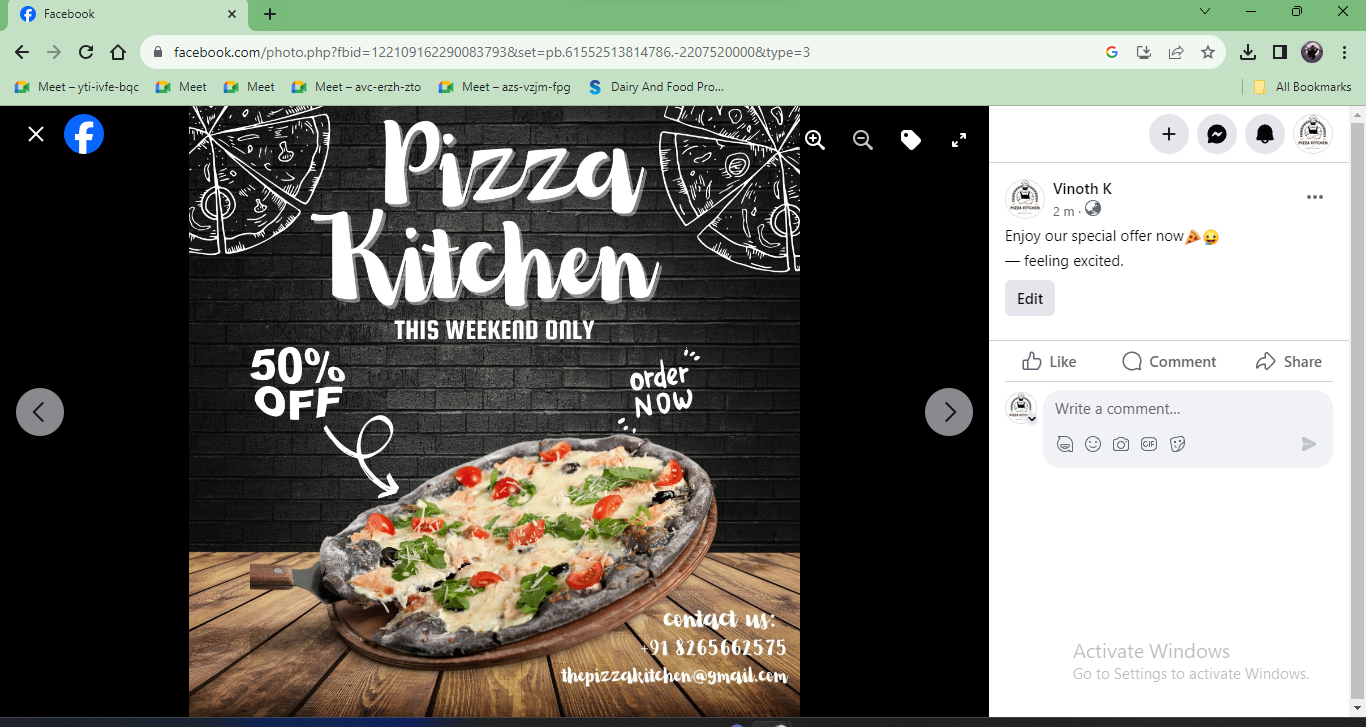 Facebook
facebook.com/photo.php?fbid=122109162290083793&set=pb.61552513814786.-2207520000&type=3
Meet – yti-ivfe-bqc
Meet
Meet
Meet – avc-erzh-zto
Meet – azs-vzjm-fpg
Dairy And Food Pro...
All Bookmarks
Pizza
Kitchen
THIS WEEKEND ONLY
50%
OFF
order
NOW
contact us:
+91 8265662575
thepizzakitchen@gmail.com
PIZZA KITCHEN
Vinoth K
2 m ·
Enjoy our special offer now🍕😜
— feeling excited.
Edit
Like
Comment
Share
Write a comment...
GIF
Activate Windows
Go to Settings to activate Windows.